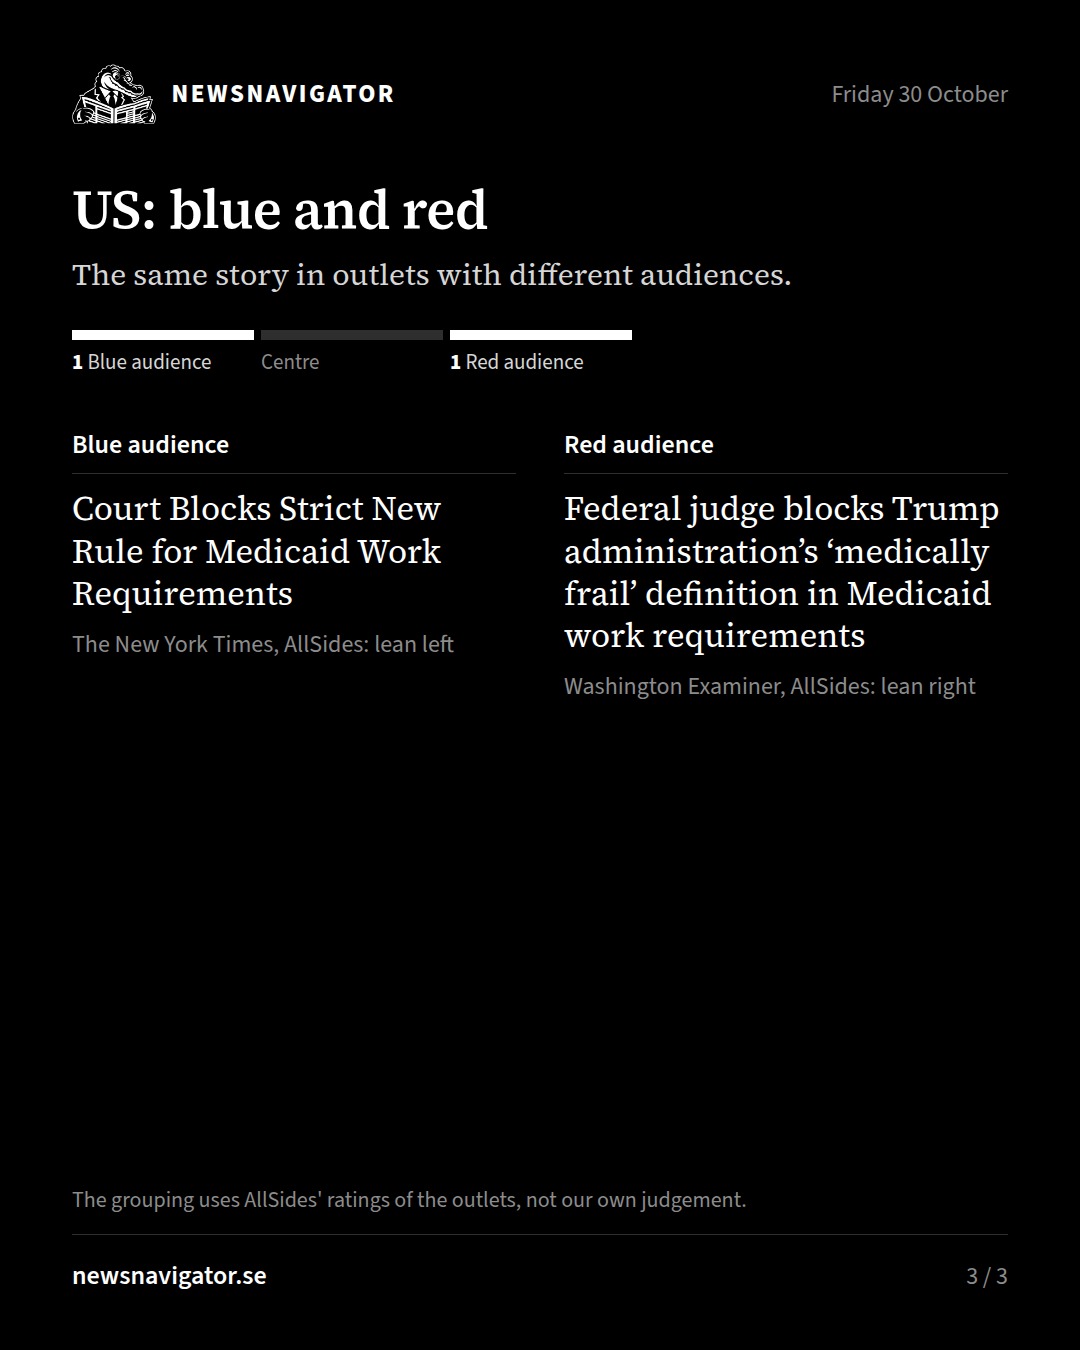 NEWSNAVIGATOR
Friday 30 October
US: blue and red
The same story in outlets with different audiences.
1 Blue audience
Centre
1 Red audience
Blue audience
Court Blocks Strict New
Rule for Medicaid Work
Requirements
The New York Times, AllSides: lean left
Red audience
Federal judge blocks Trump
administration’s ‘medically
frail’ definition in Medicaid
work requirements
Washington Examiner, AllSides: lean right
The grouping uses AllSides' ratings of the outlets, not our own judgement.
newsnavigator.se
3 / 3